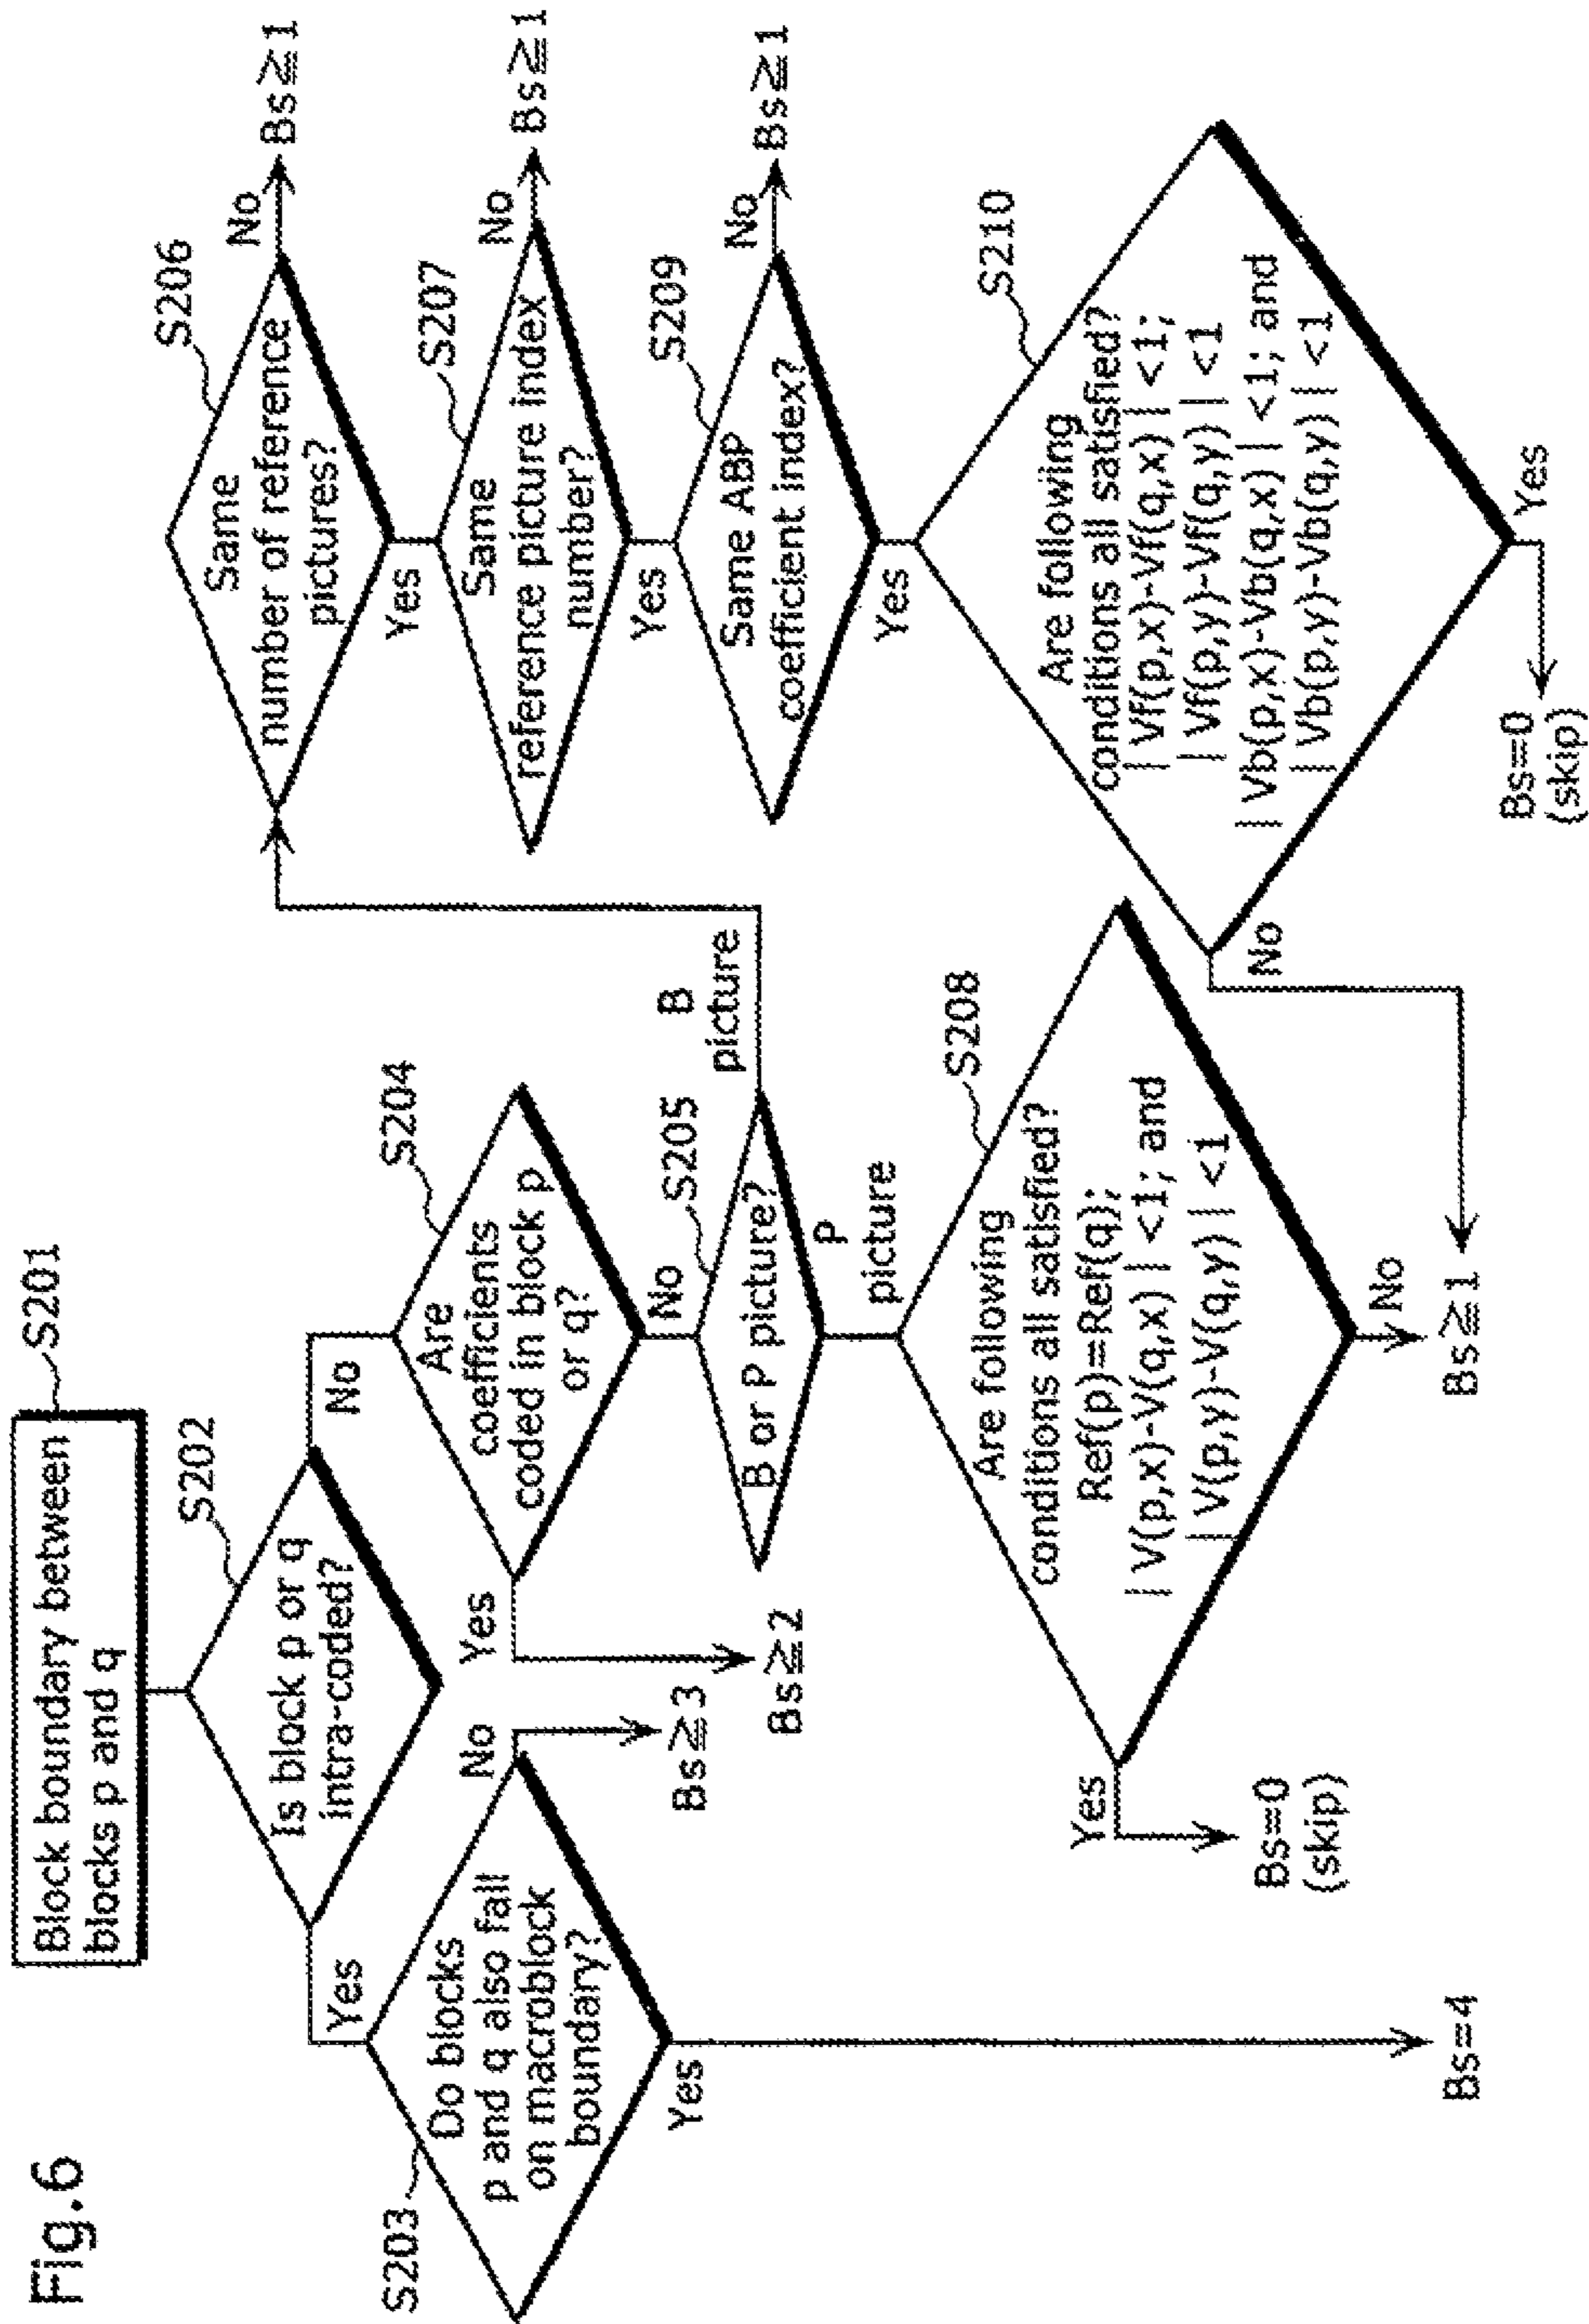 Fig.6
Block boundary between
blocks p and q
S201
Is block p or q
intra-coded?
S202
Yes
No
Do blocks
p and q also fall
on macroblock
boundary?
S203
No
Bs≧3
Yes
Bs=4
Are
coefficients
coded in block p
or q?
S204
Yes
Bs≧2
No
B or P picture?
S205
B
picture
P
picture
Are following
conditions all satisfied?
Ref(p)=Ref(q);
|V(p,x)-V(q,x)|<1; and
|V(p,y)-V(q,y)|<1
S208
Yes
Bs=0
(skip)
No
Bs≧1
Same
number of reference
pictures?
S206
No
Bs≧1
Yes
Same
reference picture index
number?
S207
No
Bs≧1
Yes
Same ABP
coefficient index?
S209
No
Bs≧1
Yes
Are following
conditions all satisfied?
|Vf(p,x)-Vf(q,x)|<1;
|Vf(p,y)-Vf(q,y)|<1
|Vb(p,x)-Vb(q,x)|<1; and
|Vb(p,y)-Vb(q,y)|<1
S210
No
Yes
Bs=0
(skip)